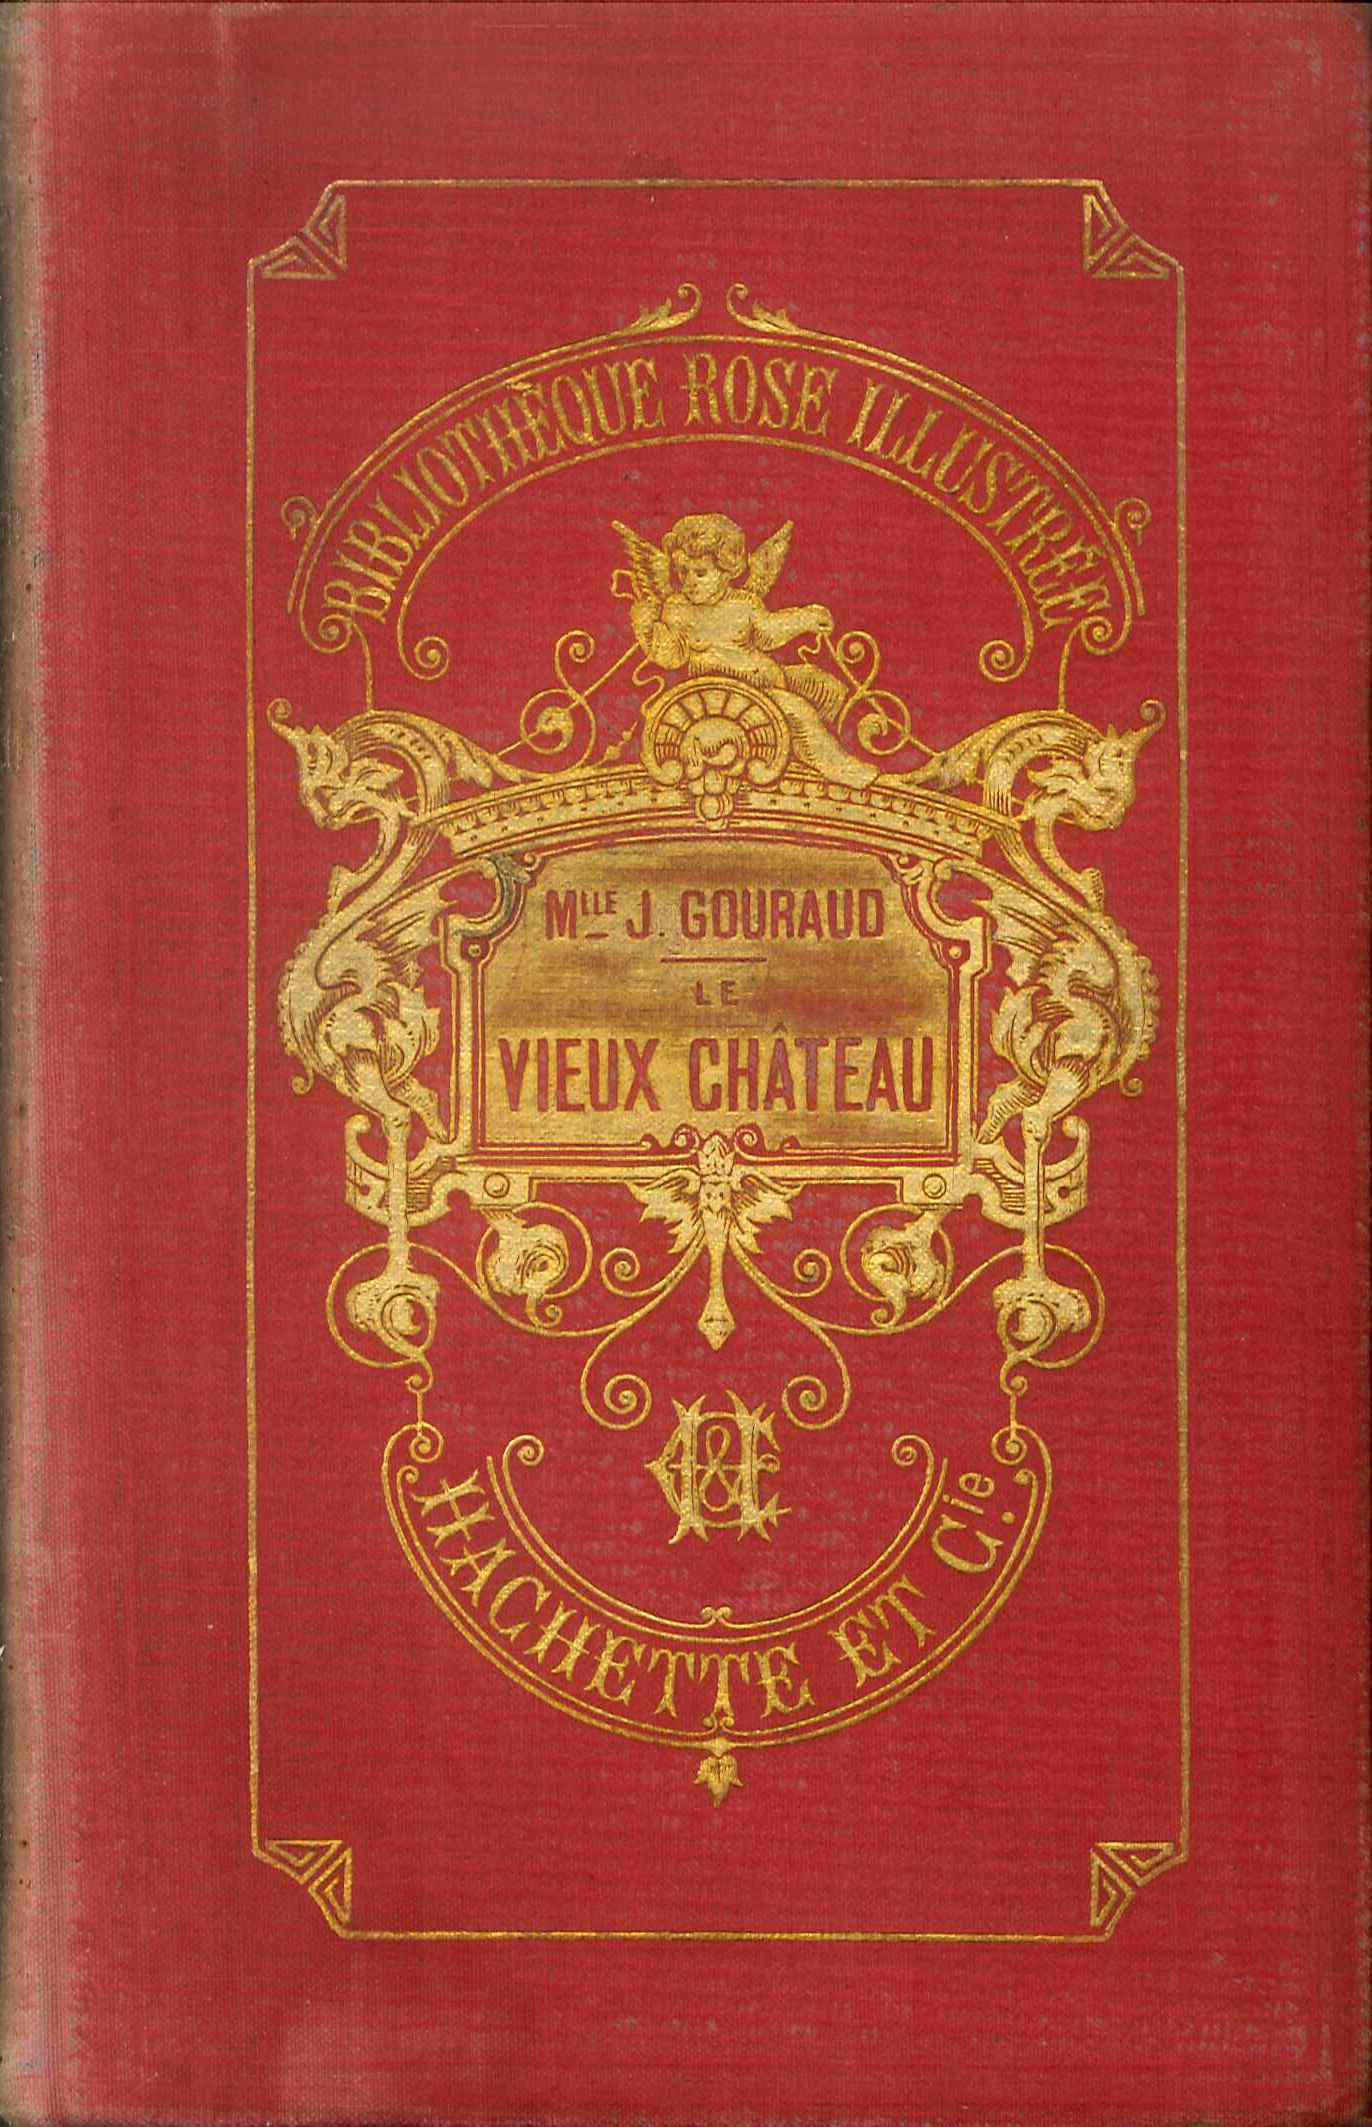 BIBLIOTHÈQUE ROSE ILLUSTRÉE
Mlle J. GOURAUD
LE
VIEUX CHÂTEAU
H&C
HACHETTE ET Cie.